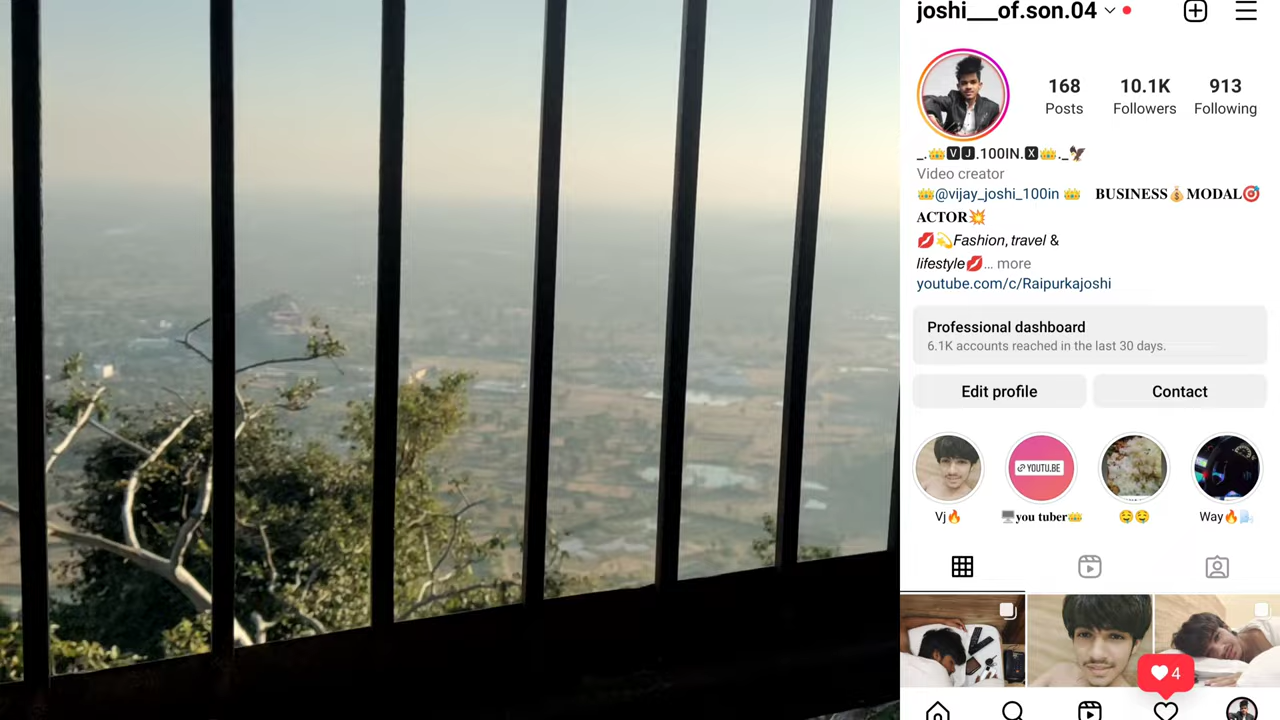 joshi___of.son.04
168 10.1K 913
Posts Followers Following
_.👑🆅🅹.100IN.🆇👑._🦅
Video creator
👑@vijay_joshi_100in 👑 𝐁𝐔𝐒𝐈𝐍𝐄𝐒𝐒💰𝐌𝐎𝐃𝐀𝐋🎯
𝐀𝐂𝐓𝐎𝐑💥
💋💫𝘍𝘢𝘴𝘩𝘪𝘰𝘯, 𝘵𝘳𝘢𝘷𝘦𝘭 &
𝘭𝘪𝘧𝘦𝘴𝘵𝘺𝘭𝘦💋... more
youtube.com/c/Raipurkajoshi
Professional dashboard
6.1K accounts reached in the last 30 days.
Edit profile Contact
YOUTU.BE
Vj🔥 🖥️𝐲𝐨𝐮 𝐭𝐮𝐛𝐞𝐫👑 🤤🤤 Way🔥🌬️
4